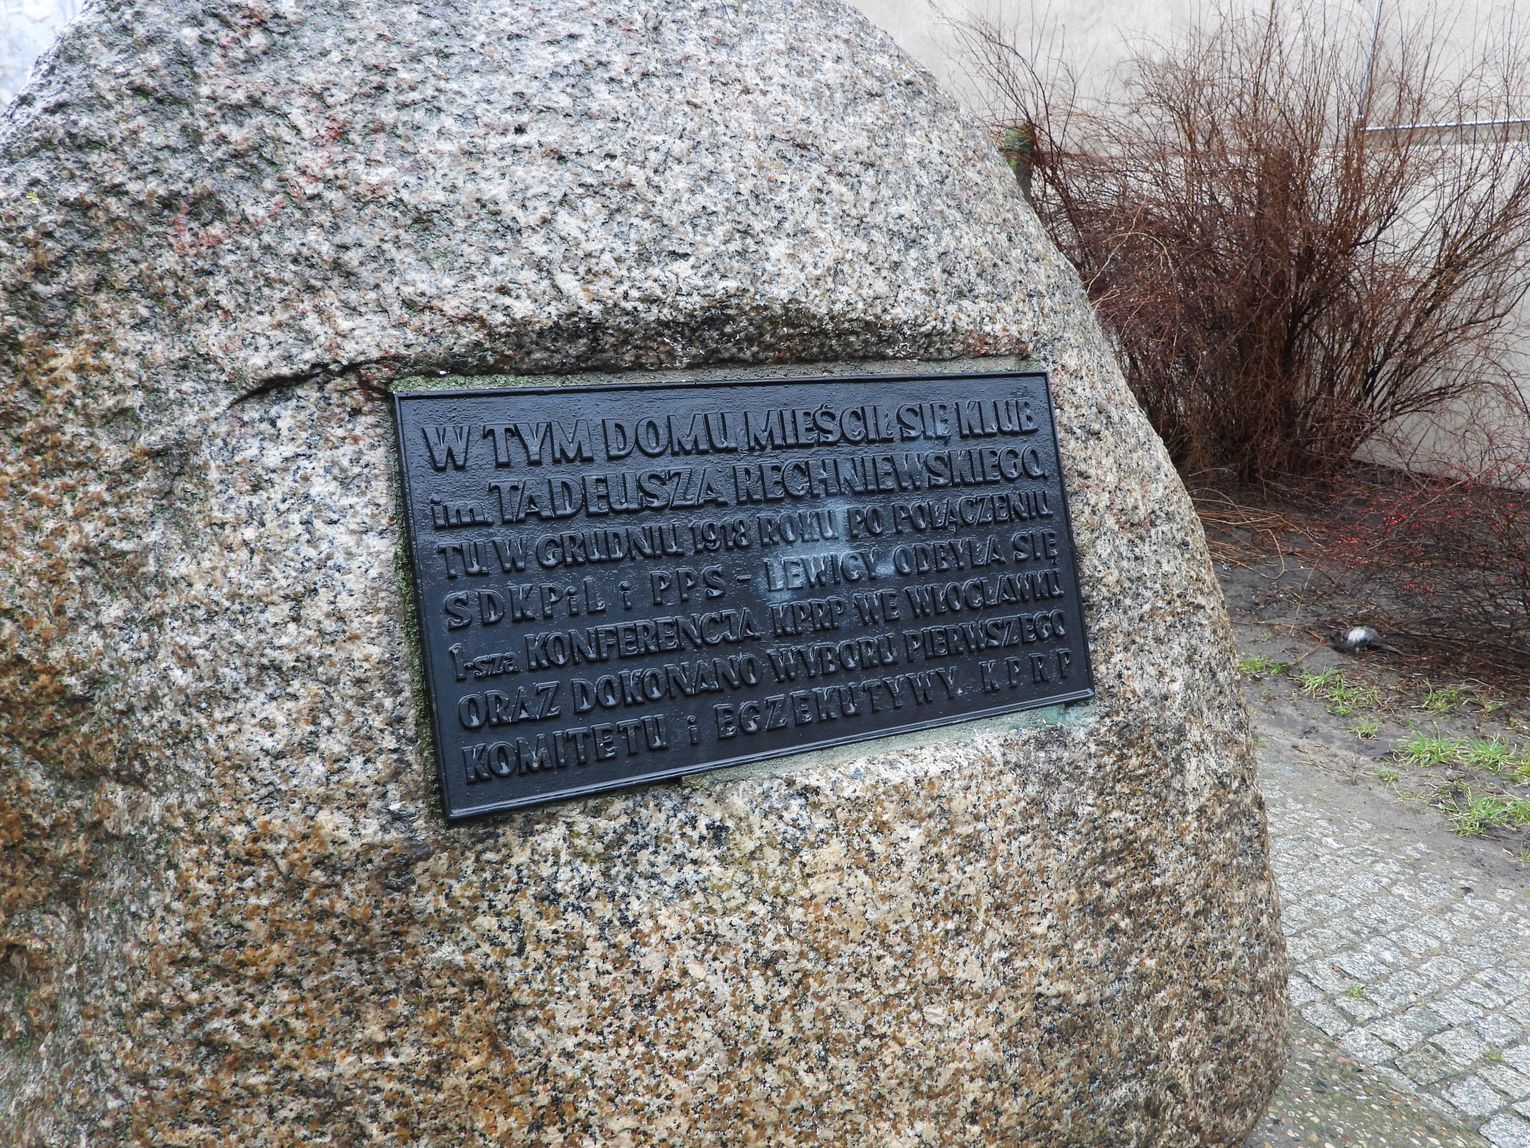 W TYM DOMU MIEŚCIŁ SIĘ KLUB
im. TADEUSZA RECHNIEWSKIEGO.
TU W GRUDNIU 1918 ROKU PO POŁĄCZENIU
SDKPiL i PPS - LEWICY ODBYŁA SIĘ
1-sza KONFERENCJA KPRP WE WŁOCŁAWKU
ORAZ DOKONANO WYBORU PIERWSZEGO
KOMITETU i EGZEKUTYWY KPRP